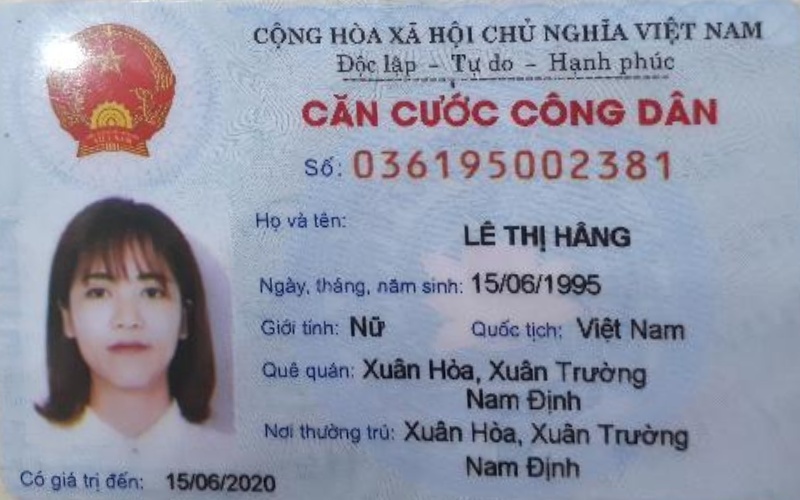 CỘNG HÒA XÃ HỘI CHỦ NGHĨA VIỆT NAM
Độc lập - Tự do - Hạnh phúc
CĂN CƯỚC CÔNG DÂN
Số: 036195002381
Họ và tên:
LÊ THỊ HÂNG
Ngày, tháng, năm sinh: 15/06/1995
Giới tính: Nữ Quốc tịch: Việt Nam
Quê quán: Xuân Hòa, Xuân Trường
Nam Định
Nơi thường trú: Xuân Hòa, Xuân Trường
Nam Định
Có giá trị đến: 15/06/2020